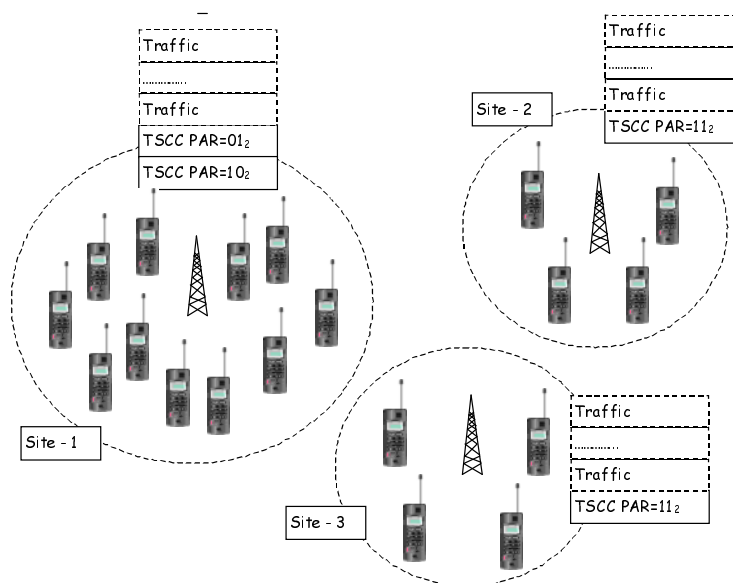 Traffic
..............
Traffic
TSCC PAR=01₂
TSCC PAR=10₂
Site - 1
Traffic
..............
Traffic
TSCC PAR=11₂
Site - 2
Traffic
..............
Traffic
TSCC PAR=11₂
Site - 3